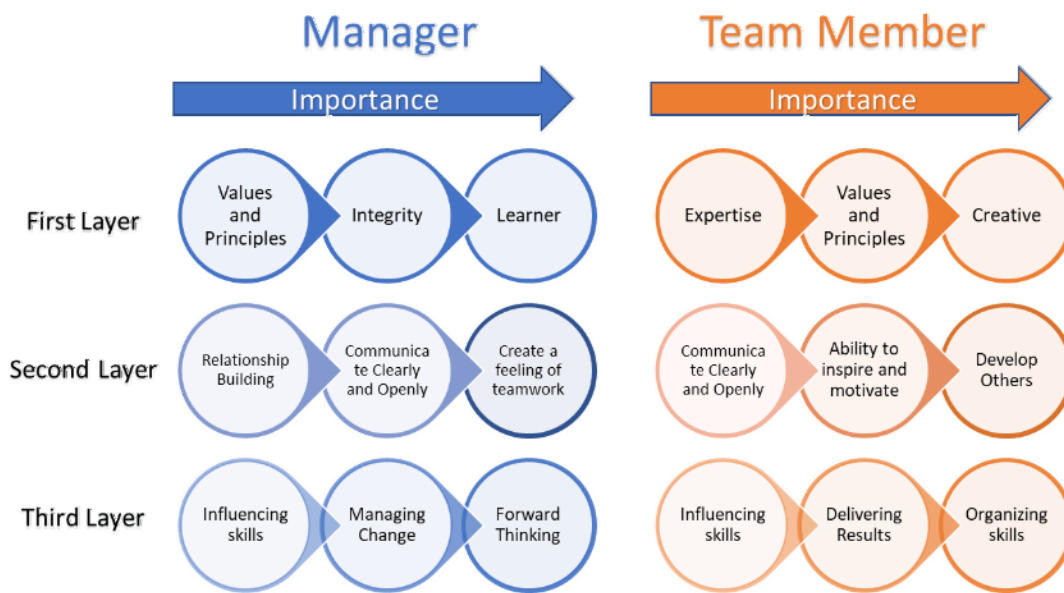 Manager
Team Member
Importance
Importance
First Layer
Values
and
Principles
Integrity
Learner
Expertise
Values
and
Principles
Creative
Second Layer
Relationship
Building
Communica
te Clearly
and Openly
Create a
feeling of
teamwork
Communica
te Clearly
and Openly
Ability to
inspire and
motivate
Develop
Others
Third Layer
Influencing
skills
Managing
Change
Forward
Thinking
Influencing
skills
Delivering
Results
Organizing
skills